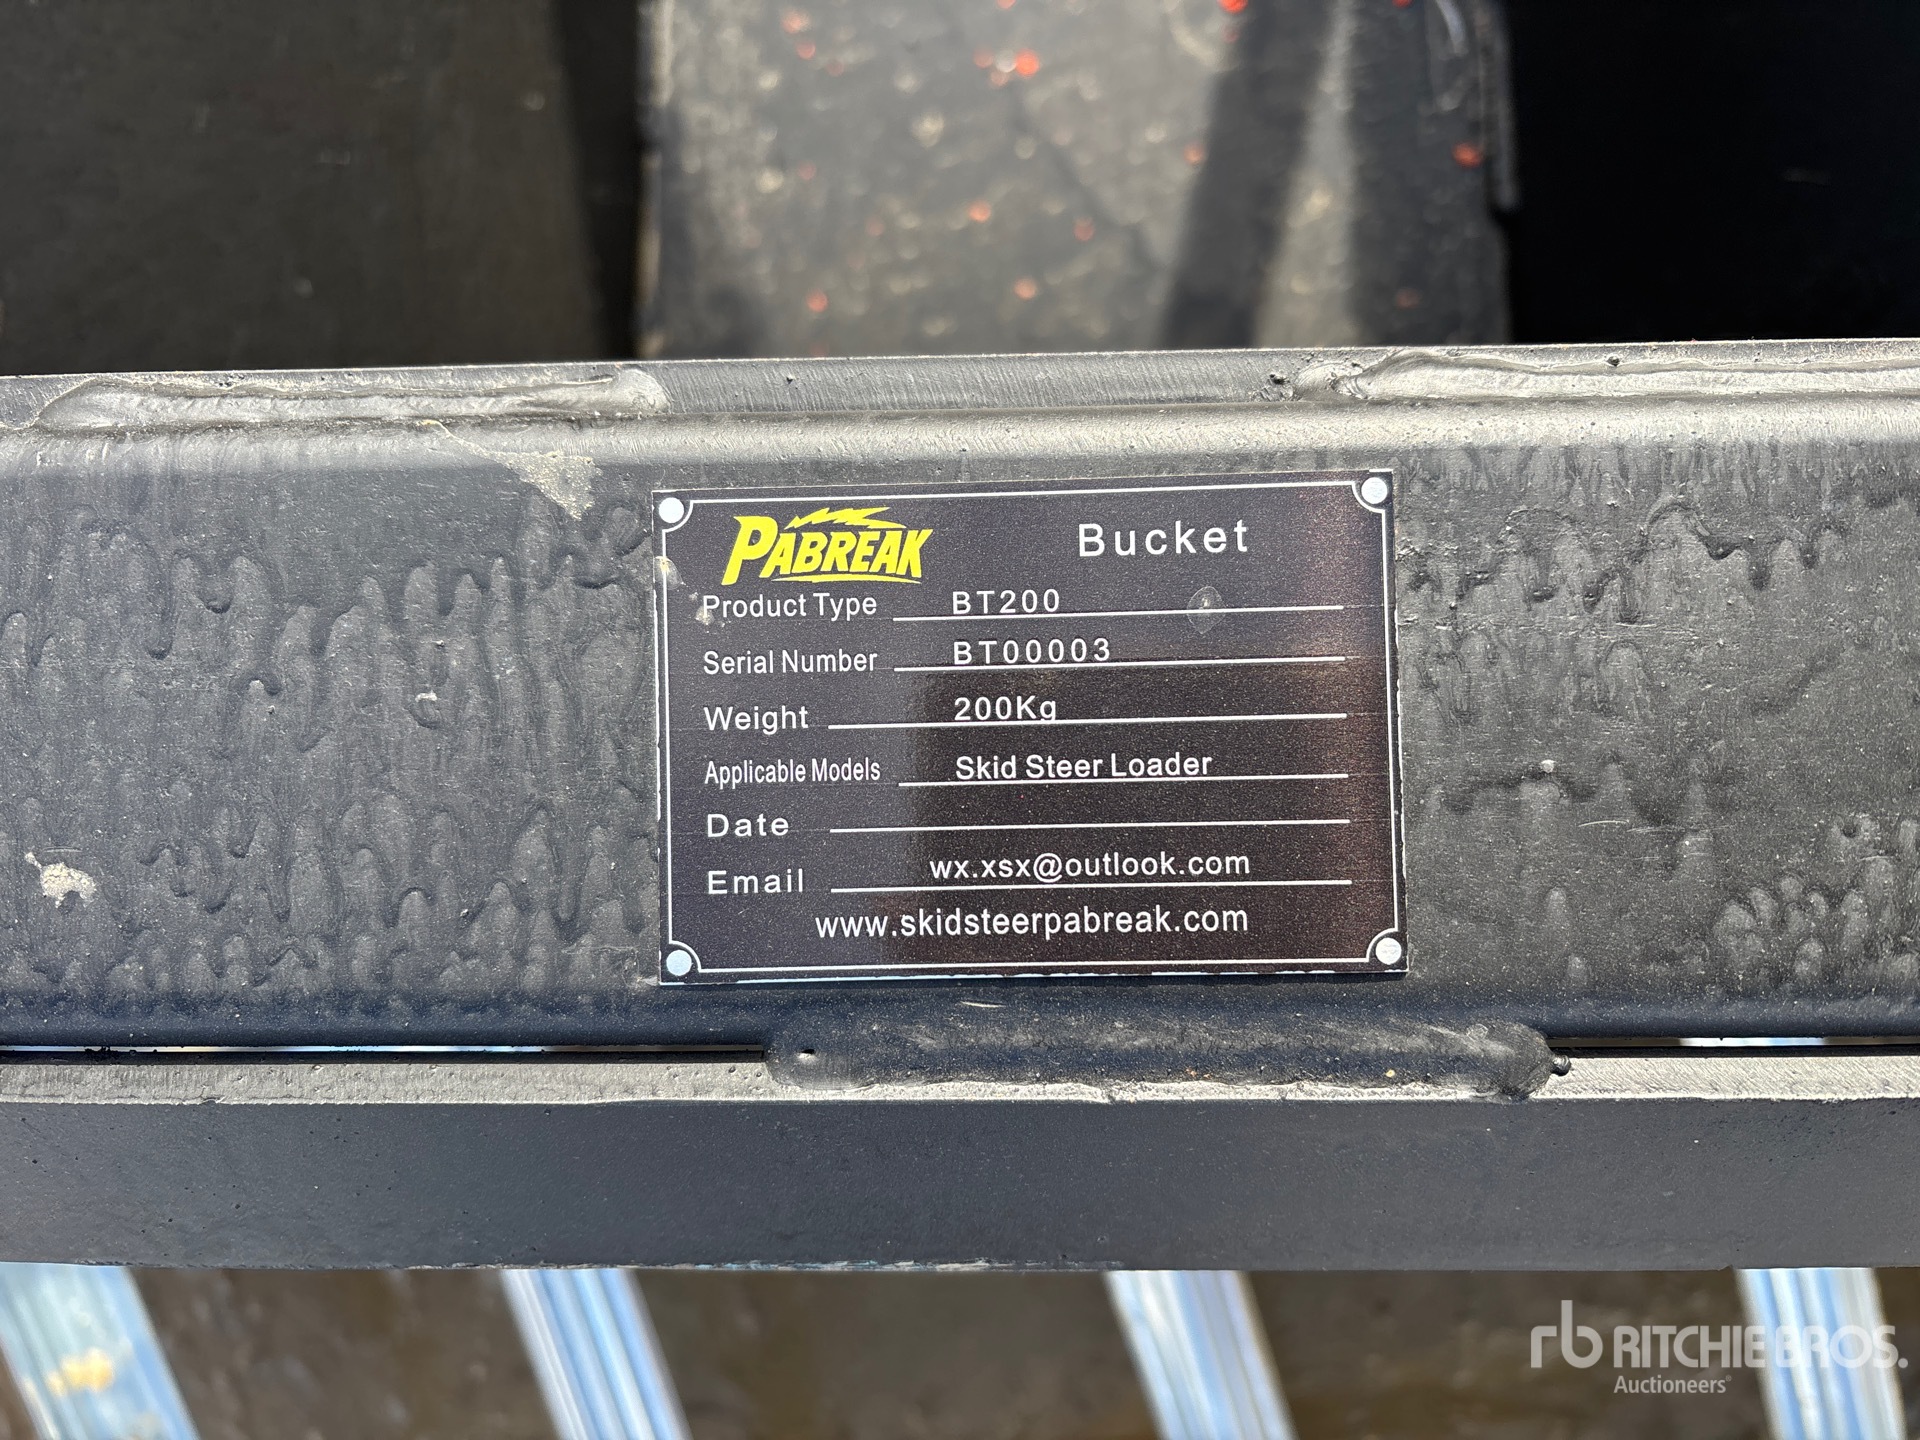 PABREAK
Bucket
Product Type BT200
Serial Number BT00003
Weight 200Kg
Applicable Models Skid Steer Loader
Date
Email wx.xsx@outlook.com
www.skidsteerpabreak.com
rb RITCHIE BROS.
Auctioneers